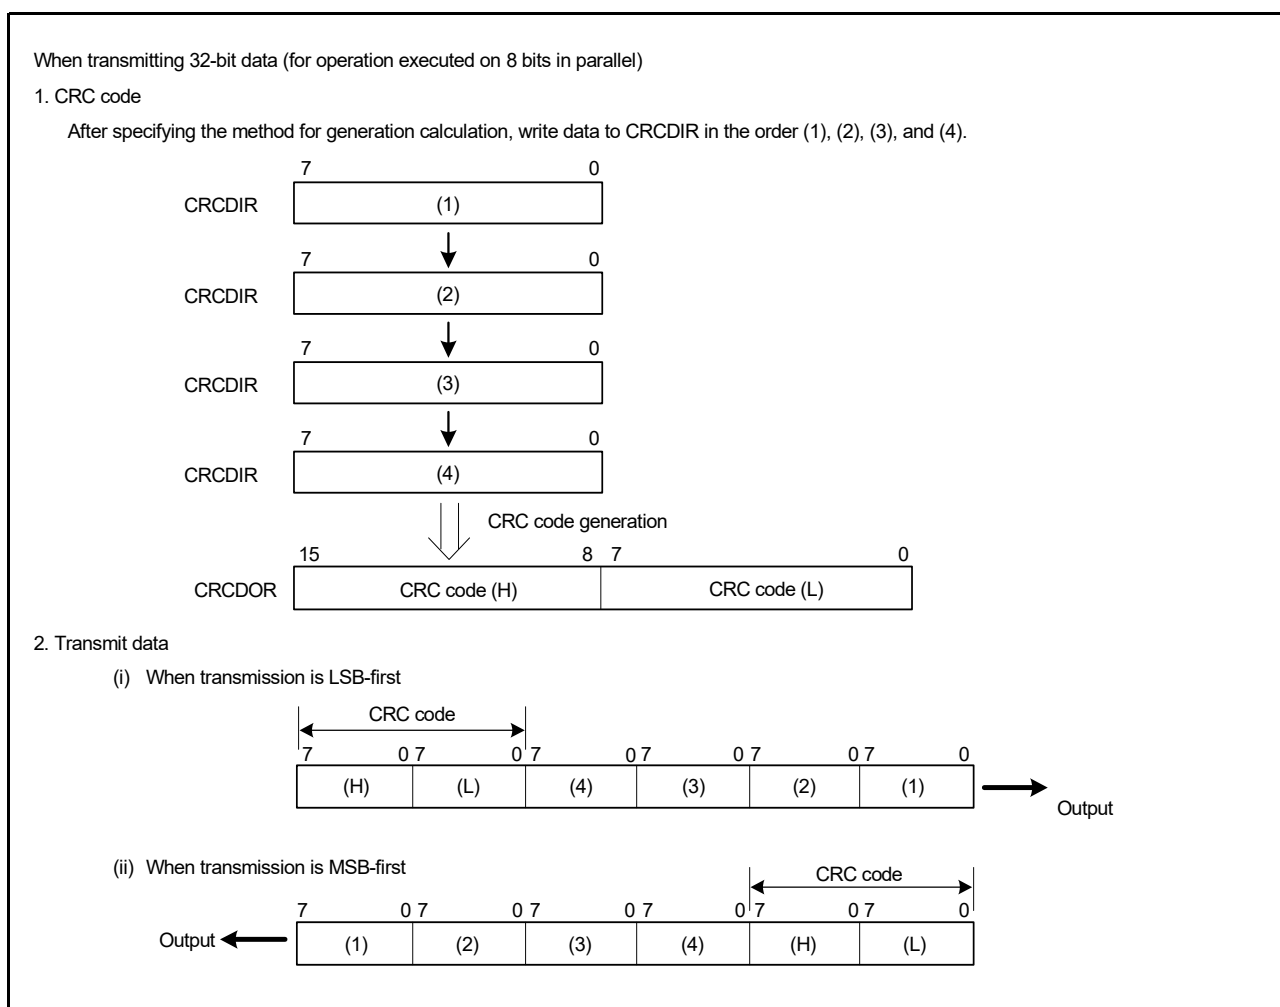 When transmitting 32-bit data (for operation executed on 8 bits in parallel)
1. CRC code
After specifying the method for generation calculation, write data to CRCDIR in the order (1), (2), (3), and (4).
7 0
CRCDIR (1)
7 0
CRCDIR (2)
7 0
CRCDIR (3)
7 0
CRCDIR (4)
CRC code generation
15 8 7 0
CRCDOR CRC code (H) CRC code (L)
2. Transmit data
(i) When transmission is LSB-first
CRC code
7 0 7 0 7 0 7 0 7 0 7 0
(H) (L) (4) (3) (2) (1)
Output
(ii) When transmission is MSB-first
CRC code
7 0 7 0 7 0 7 0 7 0 7 0
Output (1) (2) (3) (4) (H) (L)